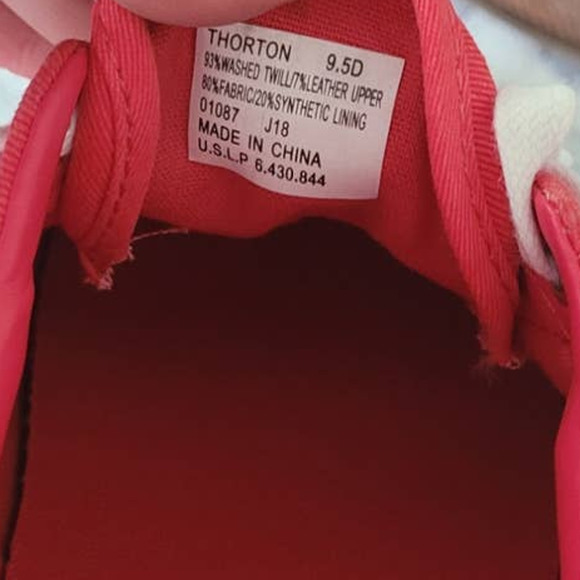 THORTON 9.5D
93%WASHED TWILL/7%LEATHER UPPER
80%FABRIC/20%SYNTHETIC LINING
01087 J18
MADE IN CHINA
U.S.L.P 6.430.844